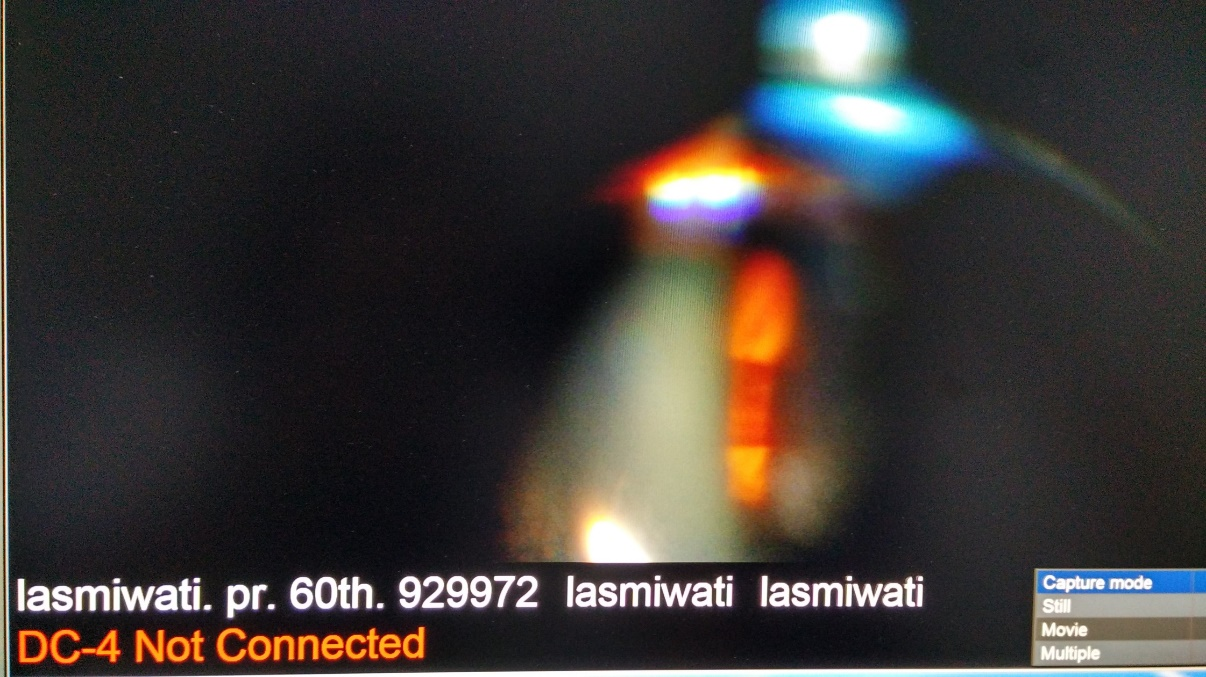 lasmiwati. pr. 60th. 929972 lasmiwati lasmiwati
DC-4 Not Connected
Capture mode
Still
Movie
Multiple